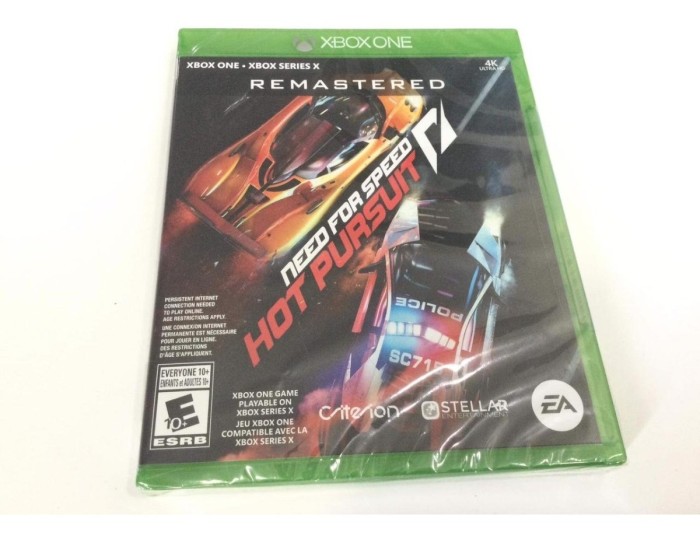 XBOX ONE
XBOX ONE • XBOX SERIES X
4K
ULTRA HD
REMASTERED
NEED FOR SPEED
HOT PURSUIT
POLICE
PERSISTENT INTERNET
CONNECTION NEEDED
TO PLAY ONLINE.
AGE RESTRICTIONS APPLY.
UNE CONNEXION INTERNET
PERMANENTE EST NÉCESSAIRE
POUR JOUER EN LIGNE.
DES RESTRICTIONS
D'ÂGE S'APPLIQUENT.
EVERYONE 10+
ENFANTS et ADULTES 10+
E
10+
ESRB
XBOX ONE GAME
PLAYABLE ON
XBOX SERIES X
JEU XBOX ONE
COMPATIBLE AVEC LA
XBOX SERIES X
Criterion
STELLAR
ENTERTAINMENT
EA